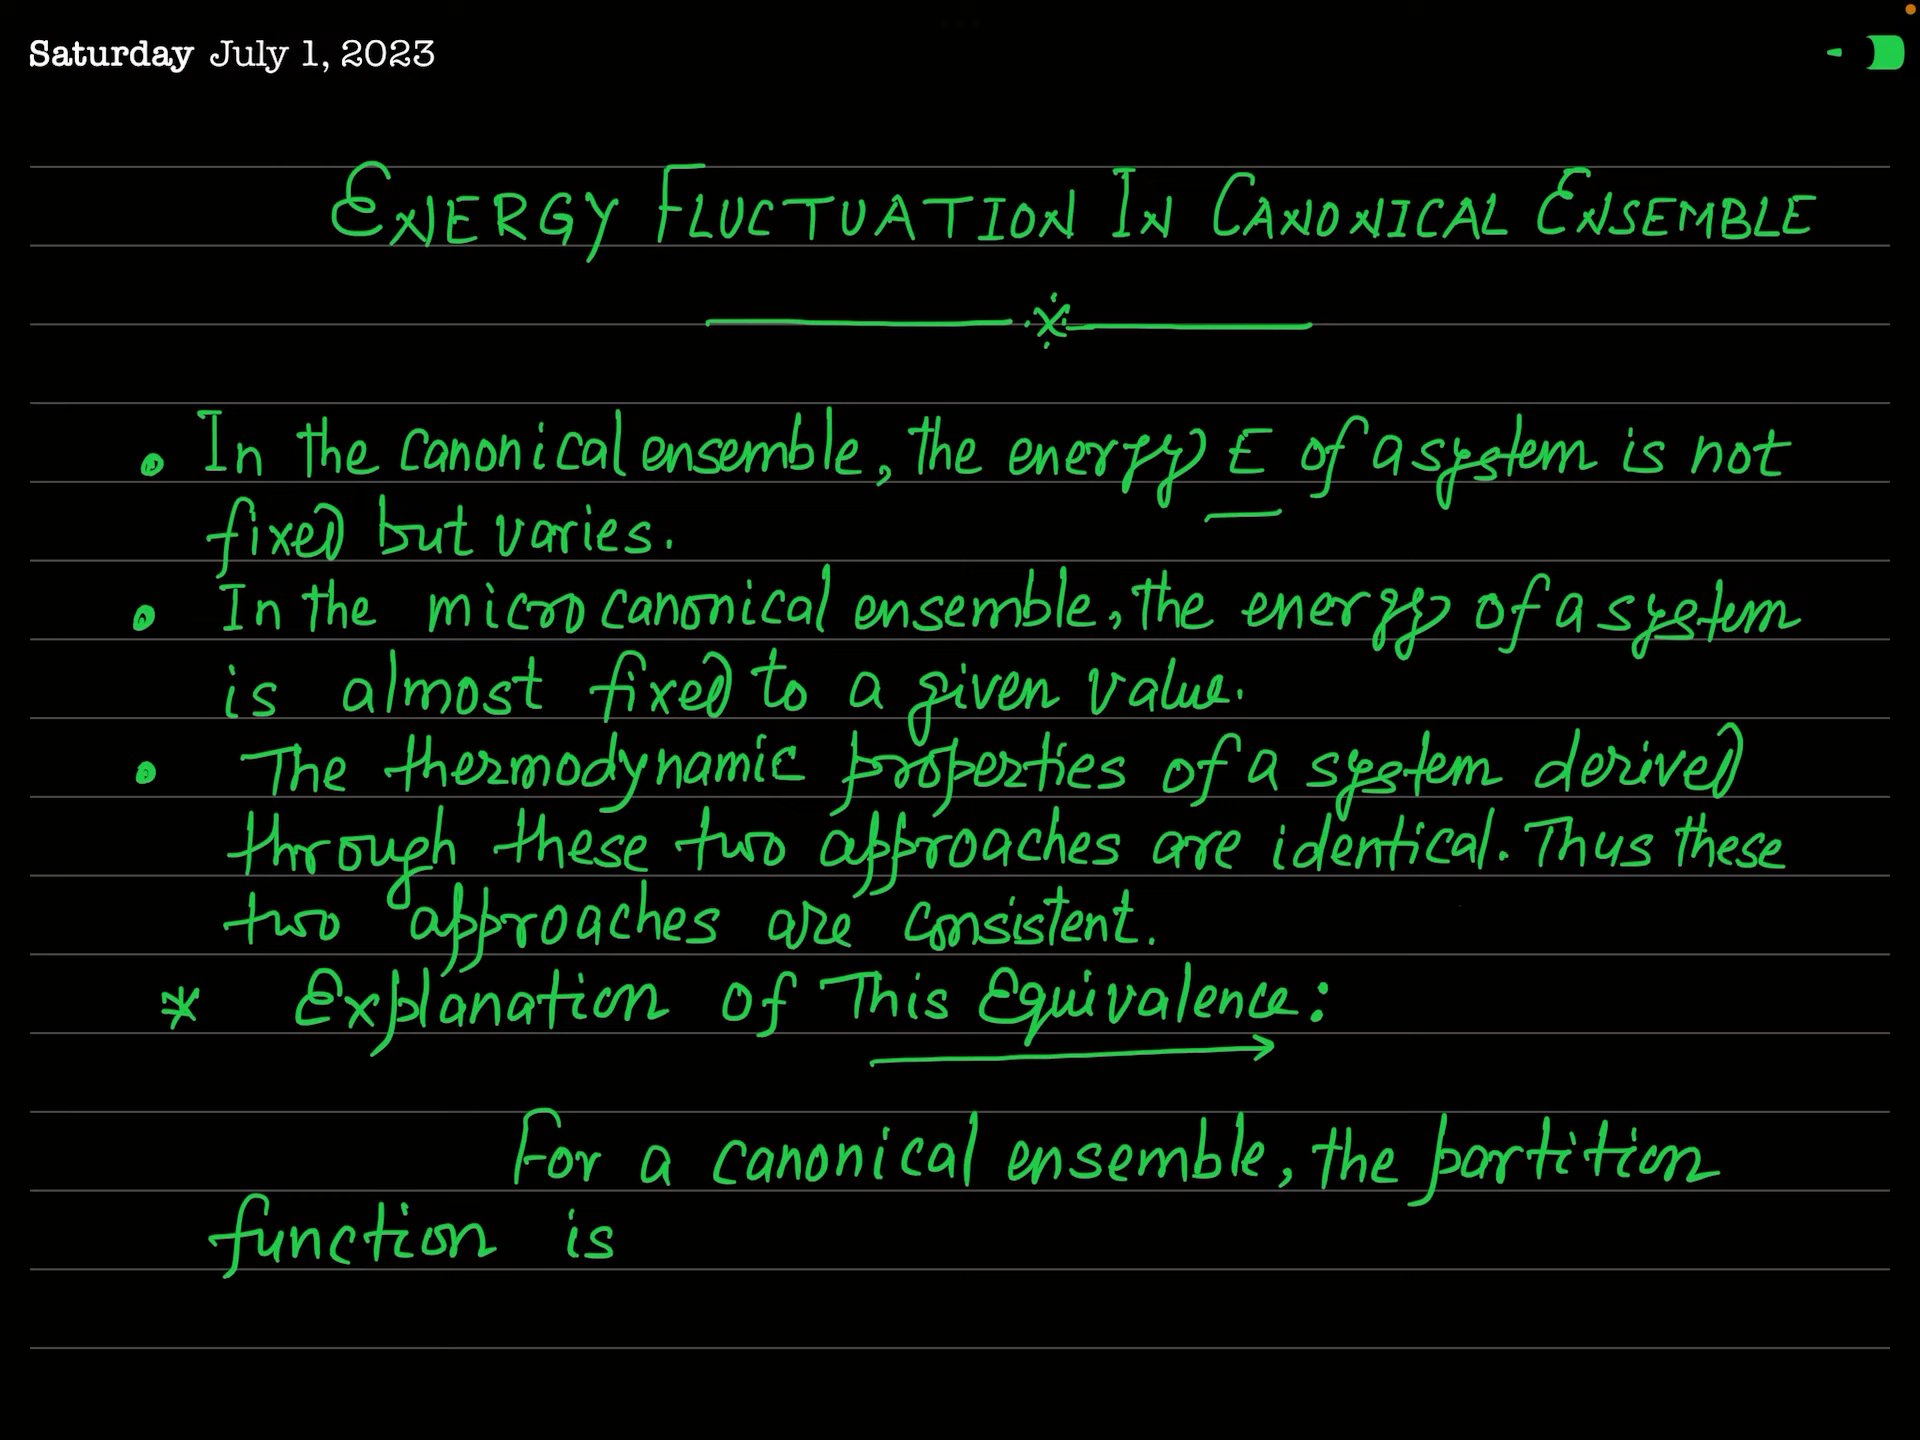 Saturday July 1, 2023
ENERGY FLUCTUATION IN CANONICAL ENSEMBLE
• In the canonical ensemble, the energy E of a system is not
fixed but varies.
• In the microcanonical ensemble, the energy of a system
is almost fixed to a given value.
• The thermodynamic properties of a system derived
through these two approaches are identical. Thus these
two approaches are consistent.
* Explanation of This Equivalence:
For a canonical ensemble, the partition
function is